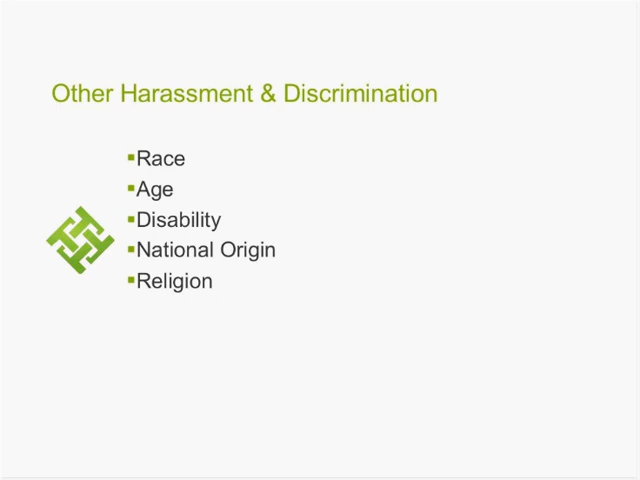 Other Harassment & Discrimination
▪Race
▪Age
▪Disability
▪National Origin
▪Religion